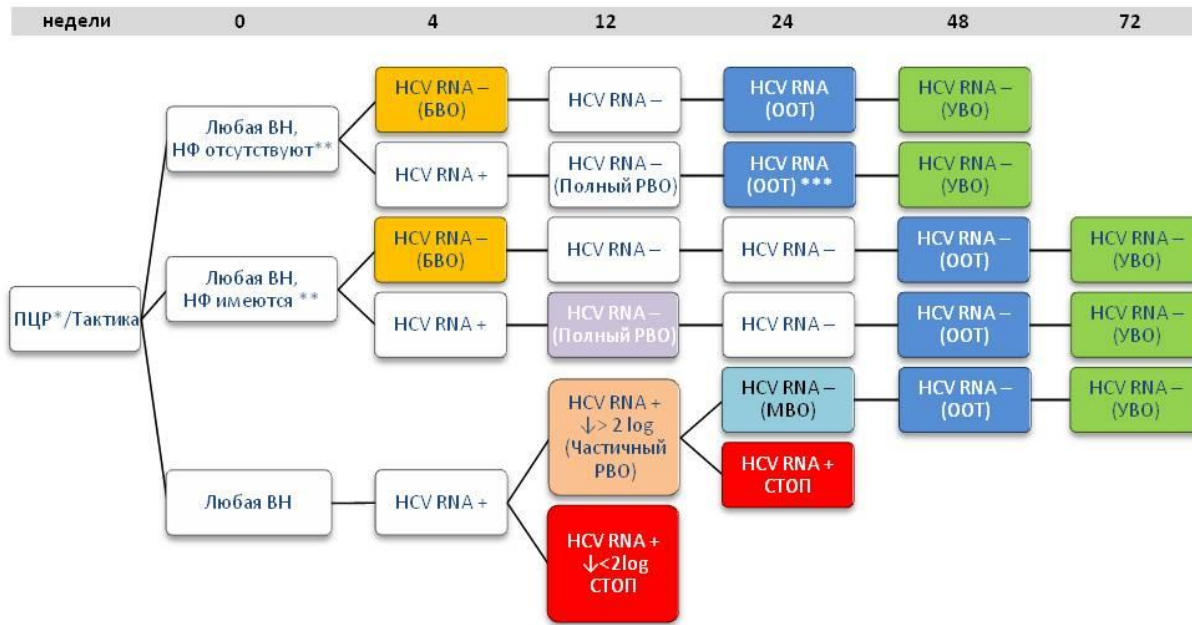 недели 0 4 12 24 48 72
HCV RNA –
(БВО)
HCV RNA –
HCV RNA
(ООТ)
HCV RNA –
(УВО)
Любая ВН,
НФ отсутствуют**
HCV RNA +
HCV RNA –
(Полный РВО)
HCV RNA
(ООТ) ***
HCV RNA –
(УВО)
HCV RNA –
(БВО)
HCV RNA –
HCV RNA –
HCV RNA –
(ООТ)
HCV RNA –
(УВО)
Любая ВН,
НФ имеются **
ПЦР*/Тактика
HCV RNA +
HCV RNA –
(Полный РВО)
HCV RNA –
HCV RNA –
(ООТ)
HCV RNA –
(УВО)
HCV RNA +
↓> 2 log
(Частичный
РВО)
HCV RNA –
(МВО)
HCV RNA –
(ООТ)
HCV RNA –
(УВО)
HCV RNA +
СТОП
Любая ВН
HCV RNA +
HCV RNA +
↓<2log
СТОП